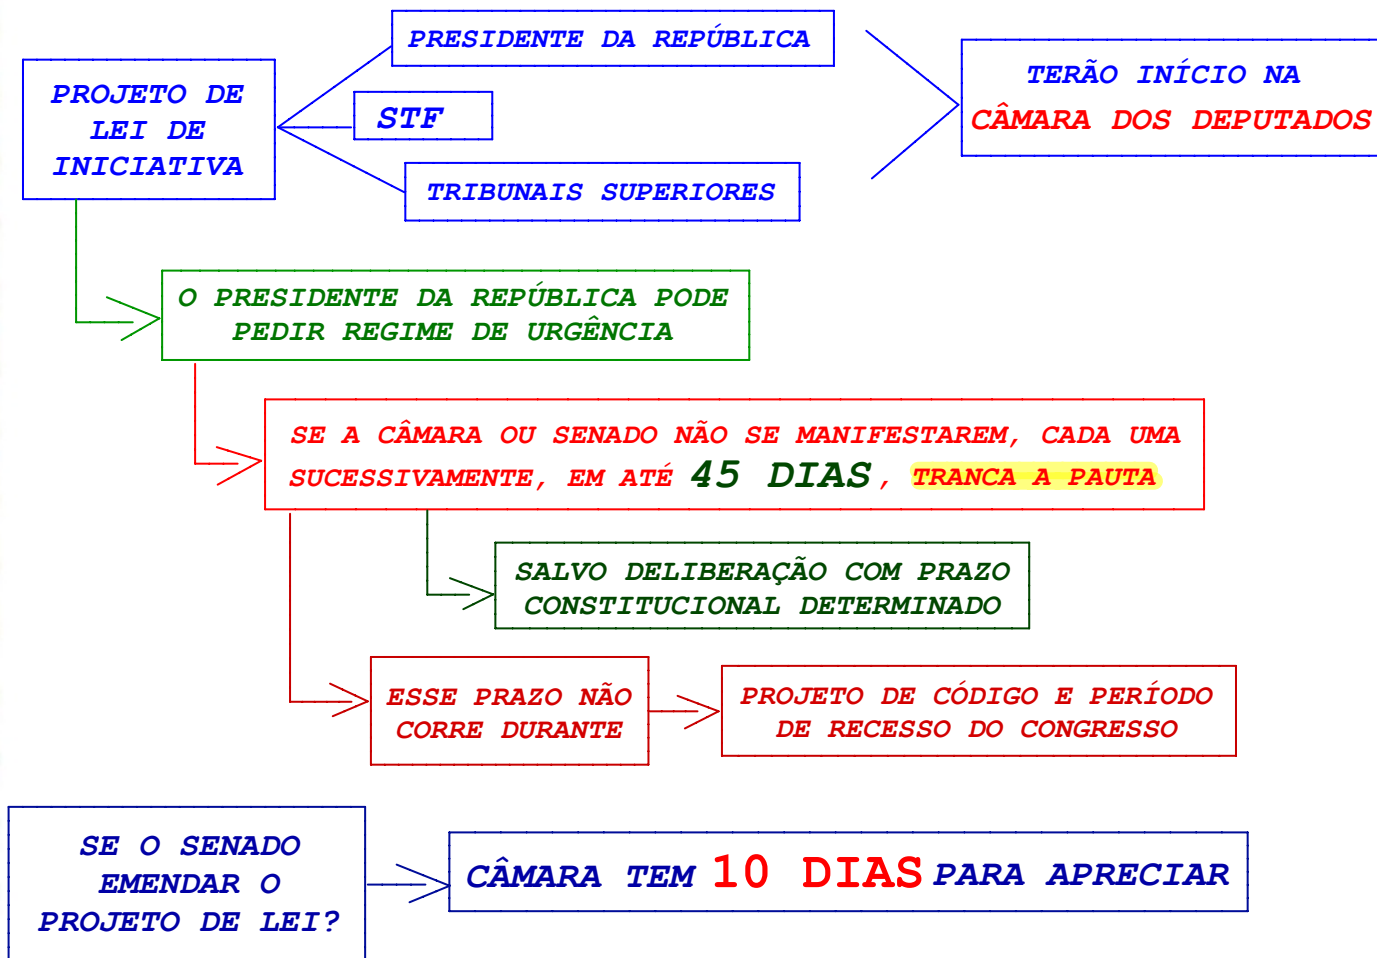 PROJETO DE
LEI DE
INICIATIVA
PRESIDENTE DA REPÚBLICA
STF
TRIBUNAIS SUPERIORES
TERÃO INÍCIO NA
CÂMARA DOS DEPUTADOS
O PRESIDENTE DA REPÚBLICA PODE
PEDIR REGIME DE URGÊNCIA
SE A CÂMARA OU SENADO NÃO SE MANIFESTAREM, CADA UMA
SUCESSIVAMENTE, EM ATÉ 45 DIAS, TRANCA A PAUTA
SALVO DELIBERAÇÃO COM PRAZO
CONSTITUCIONAL DETERMINADO
ESSE PRAZO NÃO
CORRE DURANTE
PROJETO DE CÓDIGO E PERÍODO
DE RECESSO DO CONGRESSO
SE O SENADO
EMENDAR O
PROJETO DE LEI?
CÂMARA TEM 10 DIAS PARA APRECIAR